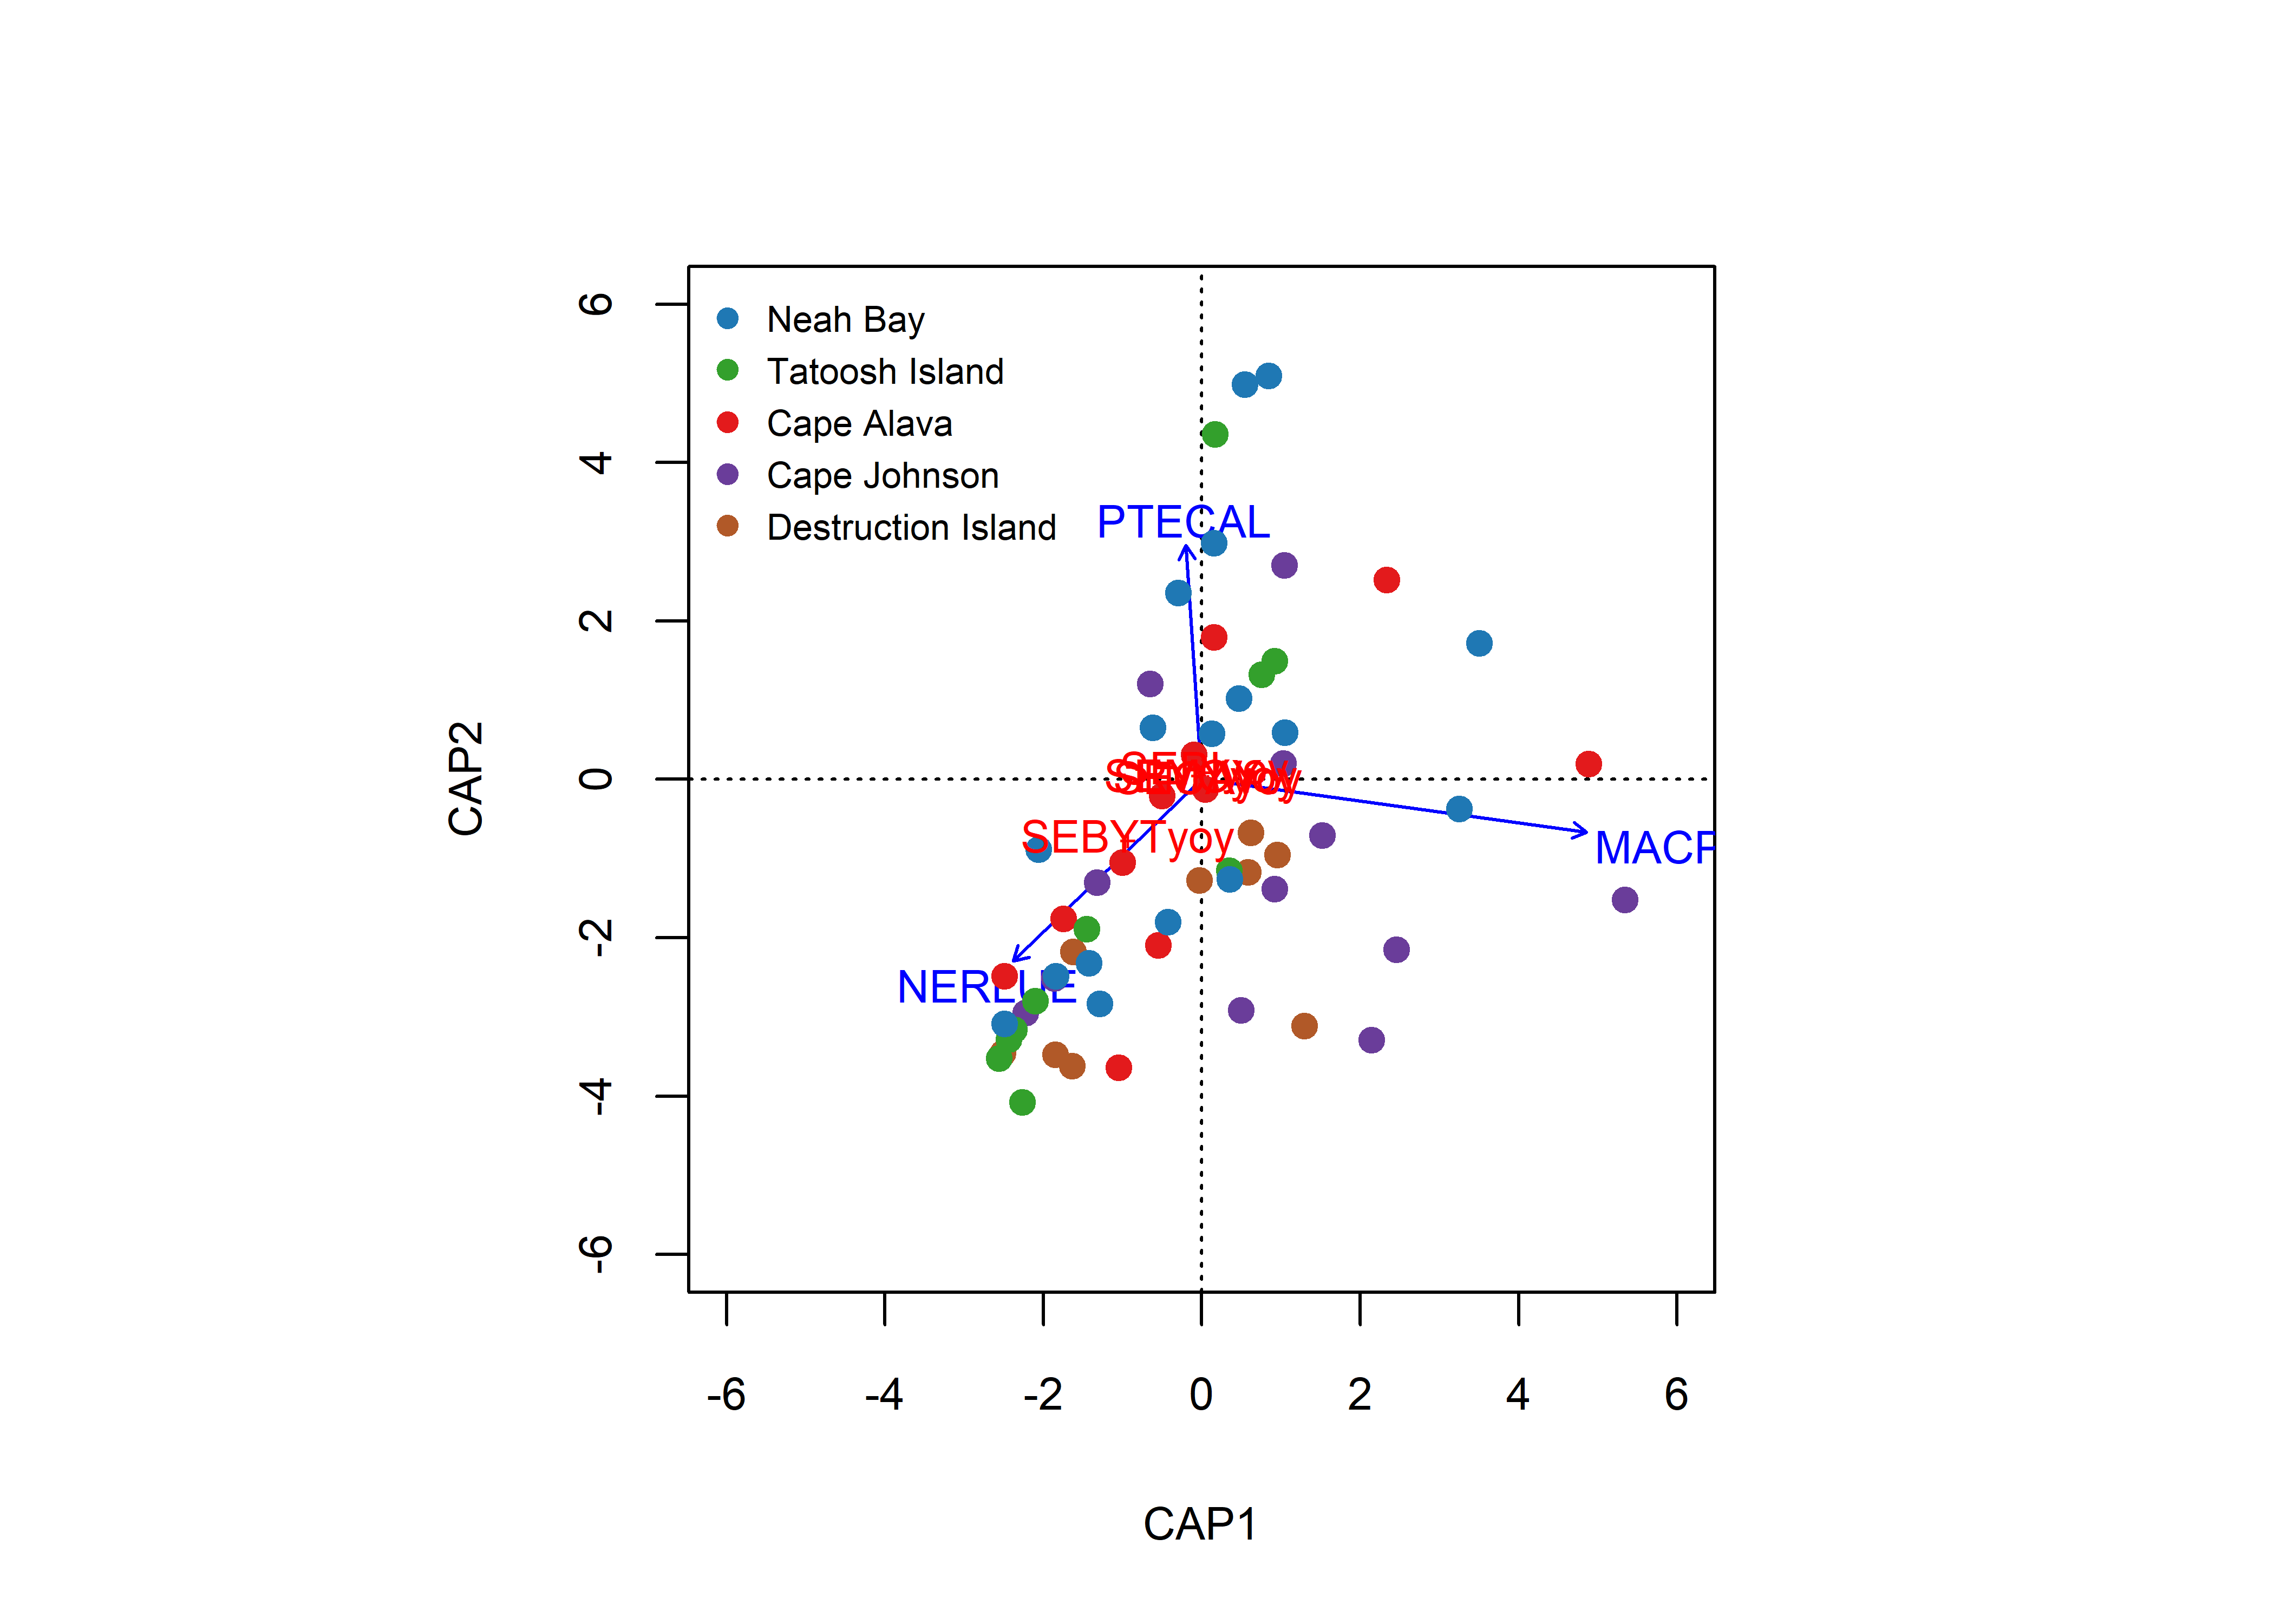 Neah Bay
Tatoosh Island
Cape Alava
Cape Johnson
Destruction Island
PTECAL
SEBYTyoy
MACP
NERLUE
CAP2
6
4
2
0
-2
-4
-6
-6
-4
-2
0
2
4
6
CAP1